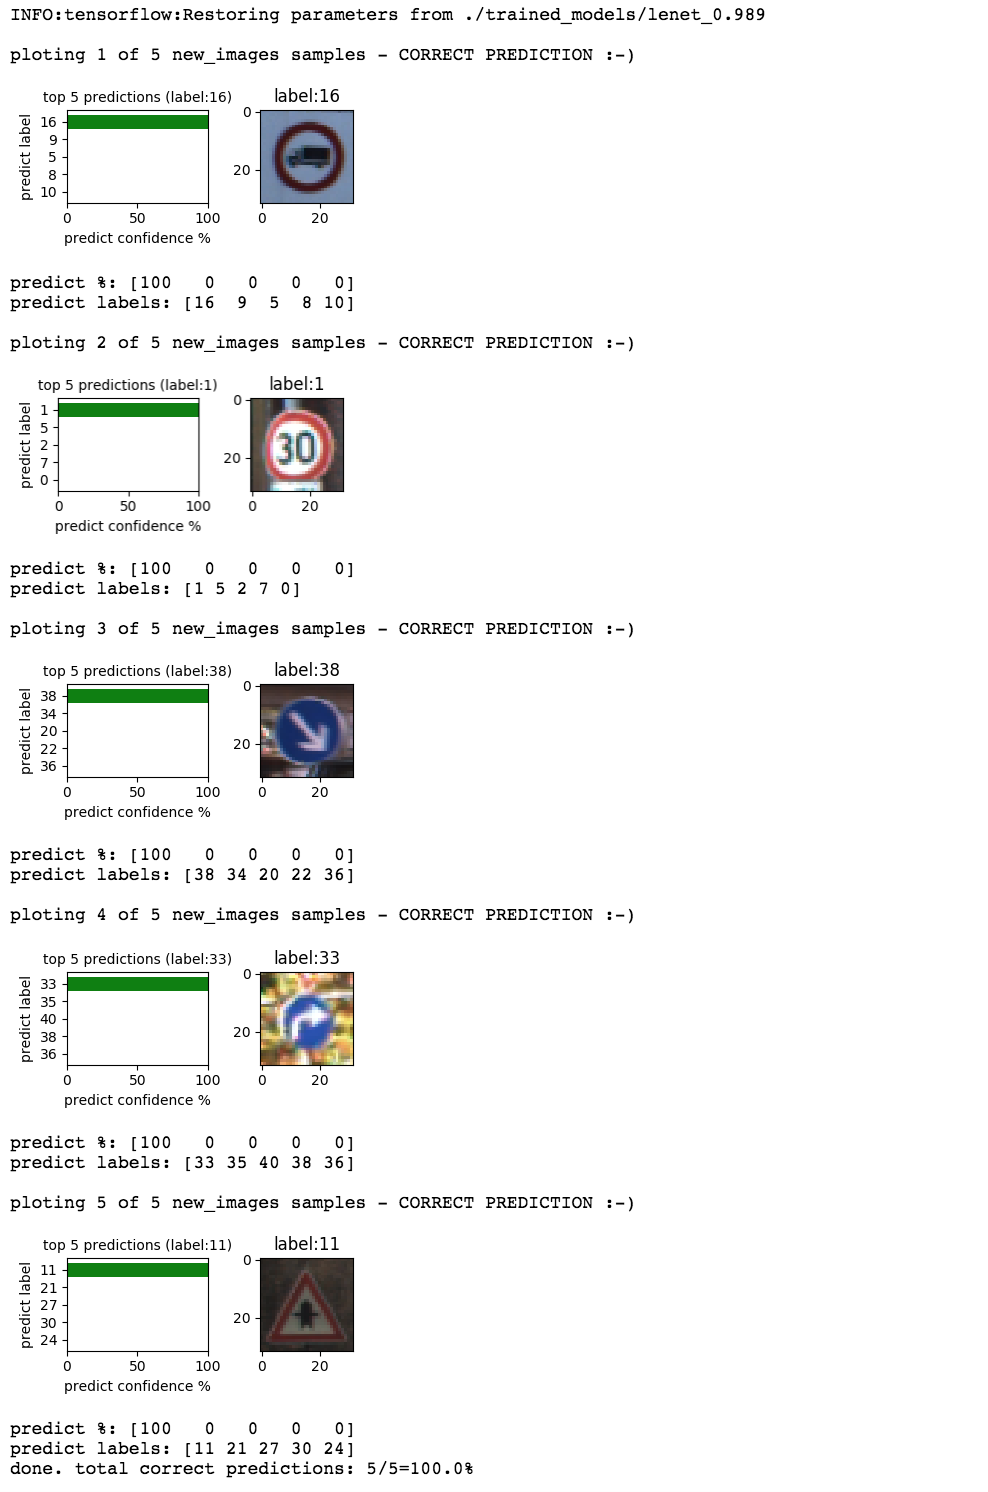 INFO:tensorflow:Restoring parameters from ./trained_models/lenet_0.989
ploting 1 of 5 new_images samples - CORRECT PREDICTION :-)
top 5 predictions (label:16) label:16
predict label
16
9
5
8
10
0 50 100
predict confidence %
0
20
0 20
predict %: [100 0 0 0 0]
predict labels: [16 9 5 8 10]
ploting 2 of 5 new_images samples - CORRECT PREDICTION :-)
top 5 predictions (label:1) label:1
predict label
1
5
2
7
0
0 50 100
predict confidence %
0
20
30
0 20
predict %: [100 0 0 0 0]
predict labels: [1 5 2 7 0]
ploting 3 of 5 new_images samples - CORRECT PREDICTION :-)
top 5 predictions (label:38) label:38
predict label
38
34
20
22
36
0 50 100
predict confidence %
0
20
0 20
predict %: [100 0 0 0 0]
predict labels: [38 34 20 22 36]
ploting 4 of 5 new_images samples - CORRECT PREDICTION :-)
top 5 predictions (label:33) label:33
predict label
33
35
40
38
36
0 50 100
predict confidence %
0
20
0 20
predict %: [100 0 0 0 0]
predict labels: [33 35 40 38 36]
ploting 5 of 5 new_images samples - CORRECT PREDICTION :-)
top 5 predictions (label:11) label:11
predict label
11
21
27
30
24
0 50 100
predict confidence %
0
20
0 20
predict %: [100 0 0 0 0]
predict labels: [11 21 27 30 24]
done. total correct predictions: 5/5=100.0%